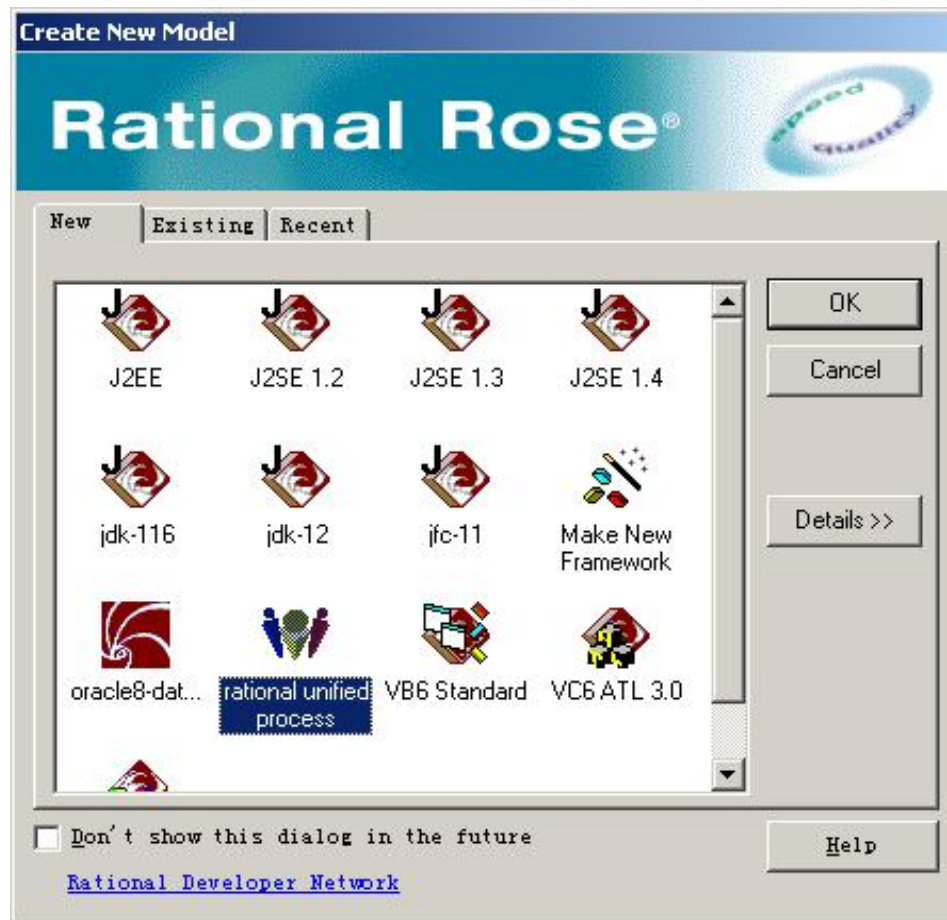 Create New Model
Rational Rose®
speed
quality
New
Existing
Recent
J2EE
J2SE 1.2
J2SE 1.3
J2SE 1.4
OK
Cancel
jdk-116
jdk-12
jfc-11
Make New
Framework
Details >>
oracle8-dat...
rational unified
process
VB6 Standard
VC6 ATL 3.0
Don't show this dialog in the future
Help
Rational Developer Network